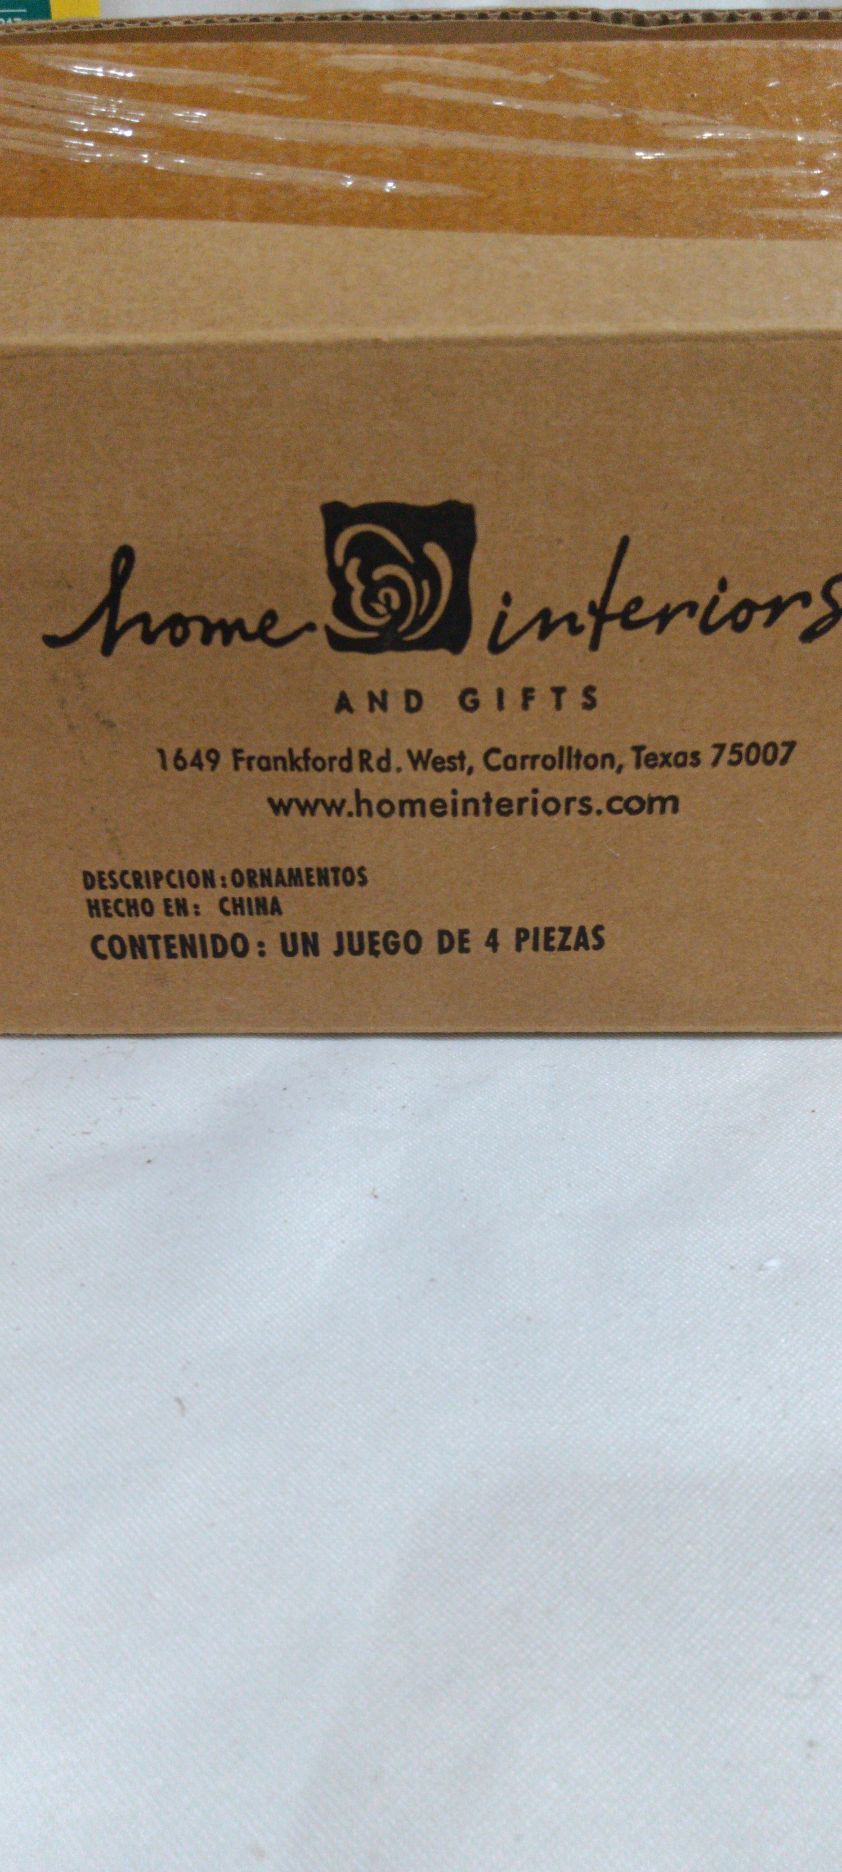 home interiors
AND GIFTS
1649 Frankford Rd. West, Carrollton, Texas 75007
www.homeinteriors.com
DESCRIPCION: ORNAMENTOS
HECHO EN: CHINA
CONTENIDO: UN JUEGO DE 4 PIEZAS